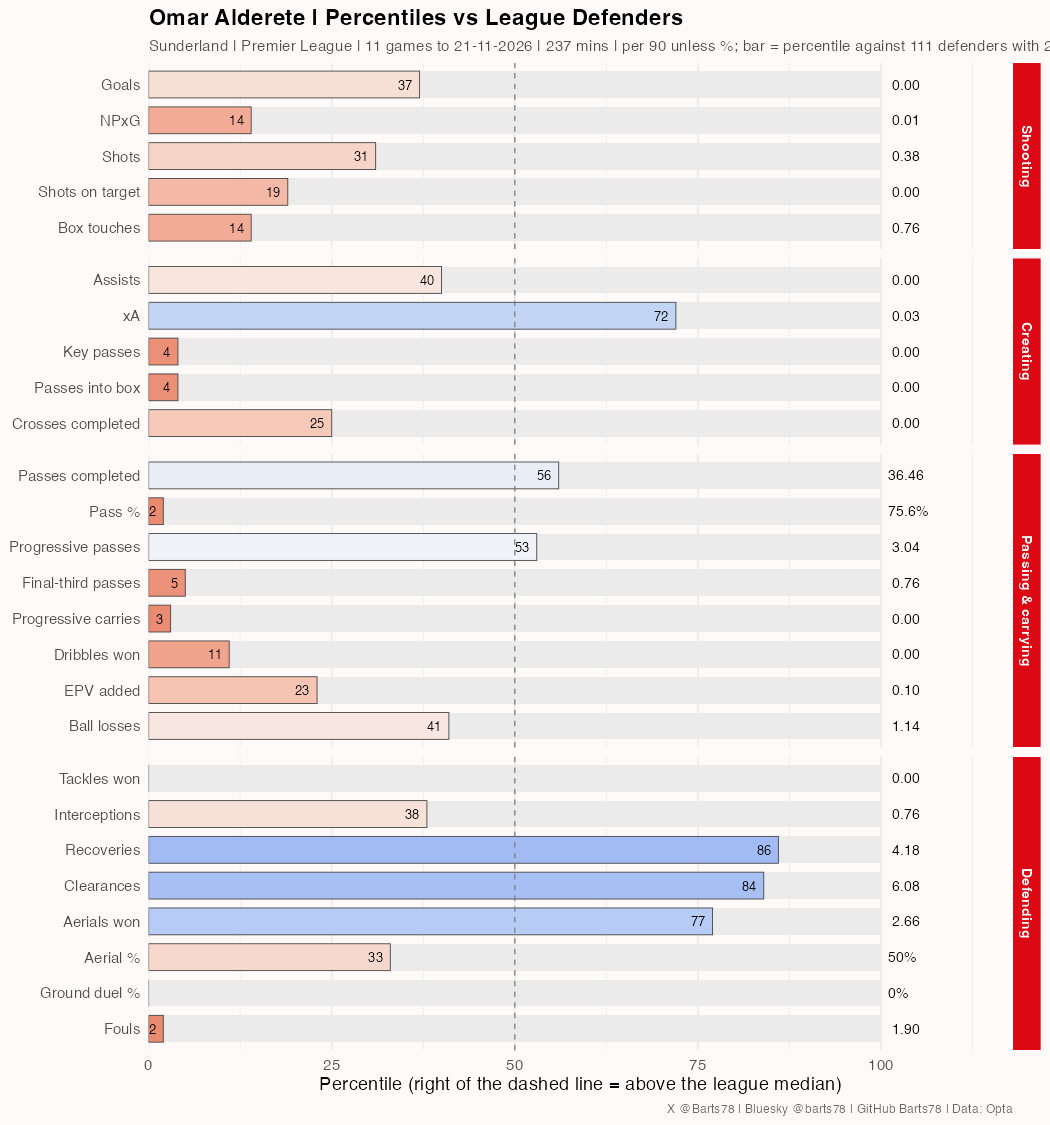 Omar Alderete | Percentiles vs League Defenders
Sunderland | Premier League | 11 games to 21-11-2026 | 237 mins | per 90 unless %; bar = percentile against 111 defenders with 2
Goals 37 0.00
NPxG 14 0.01
Shots 31 0.38
Shots on target 19 0.00
Box touches 14 0.76
Shooting
Assists 40 0.00
xA 72 0.03
Key passes 4 0.00
Passes into box 4 0.00
Crosses completed 25 0.00
Creating
Passes completed 56 36.46
Pass % 2 75.6%
Progressive passes 53 3.04
Final-third passes 5 0.76
Progressive carries 3 0.00
Dribbles won 11 0.00
EPV added 23 0.10
Ball losses 41 1.14
Passing & carrying
Tackles won 0.00
Interceptions 38 0.76
Recoveries 86 4.18
Clearances 84 6.08
Aerials won 77 2.66
Aerial % 33 50%
Ground duel % 0%
Fouls 2 1.90
Defending
0 25 50 75 100
Percentile (right of the dashed line = above the league median)
X @Barts78 | Bluesky @barts78 | GitHub Barts78 | Data: Opta